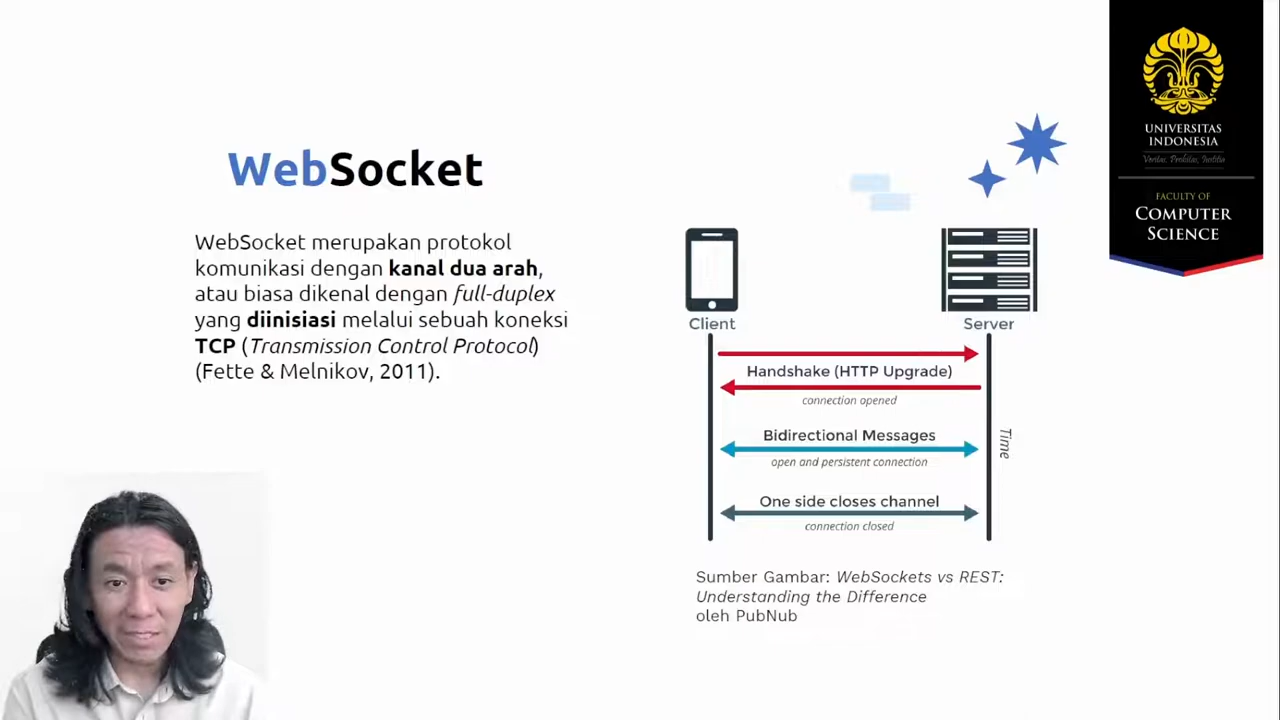 WebSocket
WebSocket merupakan protokol
komunikasi dengan kanal dua arah,
atau biasa dikenal dengan full-duplex
yang diinisiasi melalui sebuah koneksi
TCP (Transmission Control Protocol)
(Fette & Melnikov, 2011).
Client
Server
Handshake (HTTP Upgrade)
connection opened
Bidirectional Messages
open and persistent connection
One side closes channel
connection closed
Time
Sumber Gambar: WebSockets vs REST:
Understanding the Difference
oleh PubNub
UNIVERSITAS
INDONESIA
Veritas, Probitas, Iustitia
FACULTY OF
COMPUTER
SCIENCE